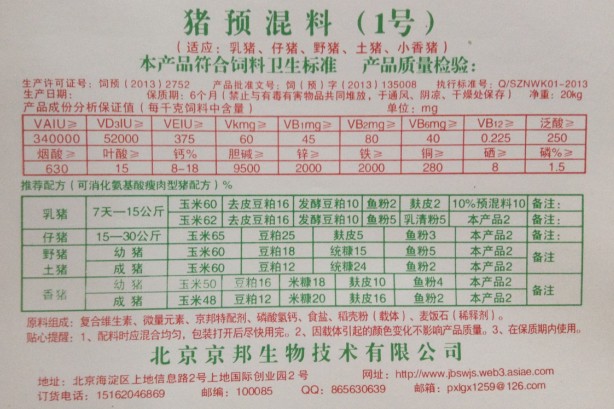 猪预混料（1号）
（适应：乳猪、仔猪、野猪、土猪、小香猪）
本产品符合饲料卫生标准 产品质量检验：
生产许可证号：饲预（2013）2752 产品批准文号：饲（预）字（2013）135008 执行标准号：Q/SZNWK01-2013
生产日期： 保质期：6个月（禁止与有毒有害物品共同堆放，干通风、阴凉，干燥处保存） 净重：20kg
产品成份分析保证值（每千克饲料中含量） 单位：mg
VAIU≥ VD3IU≥ VEIU≥ Vkmg≥ VB1mg≥ VB2mg≥ VB6mg≥ VB12≥ 泛酸≥
340000 52000 375 60 45 80 40 0.225 250
烟酸≥ 叶酸≥ 钙% 胆碱≥ 锌≥ 铁≥ 铜≥ 硒≥ 磷%≥
630 15 8-18 9500 2000 2000 280 8 1.5
推荐配方（可消化氨基酸瘦肉型猪配方）%
乳猪 7天—15公斤 玉米60 去皮豆粕16 发酵豆粕10 鱼粉2 麸皮2 10%预混料10 备注：
玉米62 去皮豆粕18 发酵豆粕10 鱼粉5 乳清粉5 本产品2 备注：
仔猪 15—30公斤 玉米65 豆粕25 麸皮5 鱼粉3 本产品2 备注：
野猪 幼猪 玉米60 豆粕18 统糠15 鱼粉5 本产品2 备注
土猪 成猪 玉米60 豆粕12 统糠24 鱼粉2 本产品2
香猪 幼猪 玉米50 豆粕16 米糠18 麸皮10 鱼粉4 本产品2 备注
成猪 玉米48 豆粕12 米糠20 麸皮16 鱼粉2 本产品2
原料组成：复合维生素、微量元素、京邦特配剂、磷酸氢钙、食盐、稻壳粉（载体）、麦饭石（稀释剂）。
贴心提醒：1、配料时应混合均匀，包装打开后尽快用完。2、因载体引起的颜色变化不影响产品质量。3、在保质期内使用。
北京京邦生物技术有限公司
地址：北京海淀区上地信息路2号上地国际创业园2号 网址：http://www.jbswjs.web3.asiae.com
订货电话：15162046869 邮编：100085 QQ：865630639 邮箱：pxlgx1259@126.com